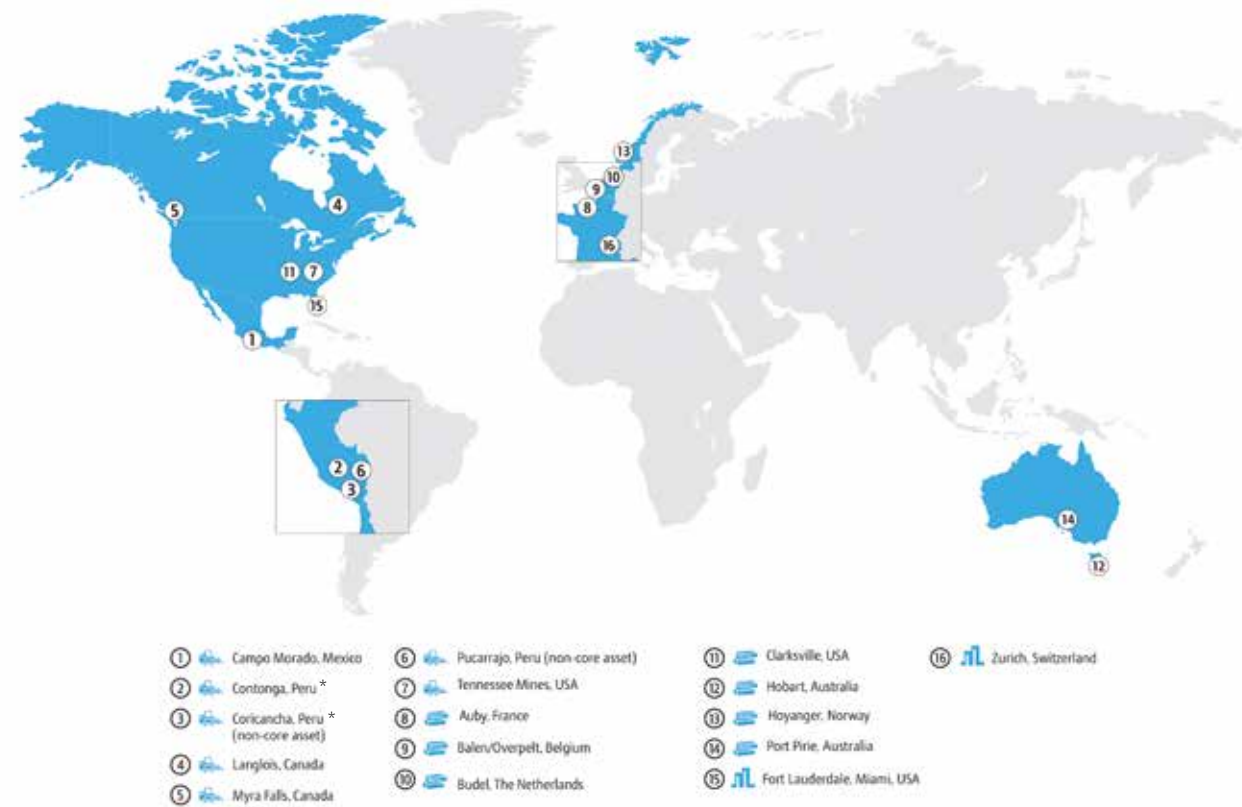 13
10
9
8
16
5
4
11
7
15
1
2
6
3
14
12
1 Campo Morado, Mexico
2 Contonga, Peru *
3 Coricancha, Peru *
(non-core asset)
4 Langlois, Canada
5 Myra Falls, Canada
6 Pucarrajo, Peru (non-core asset)
7 Tennessee Mines, USA
8 Auby, France
9 Balen/Overpelt, Belgium
10 Budel, The Netherlands
11 Clarksville, USA
12 Hobart, Australia
13 Hoyanger, Norway
14 Port Pirie, Australia
15 Fort Lauderdale, Miami, USA
16 Zurich, Switzerland